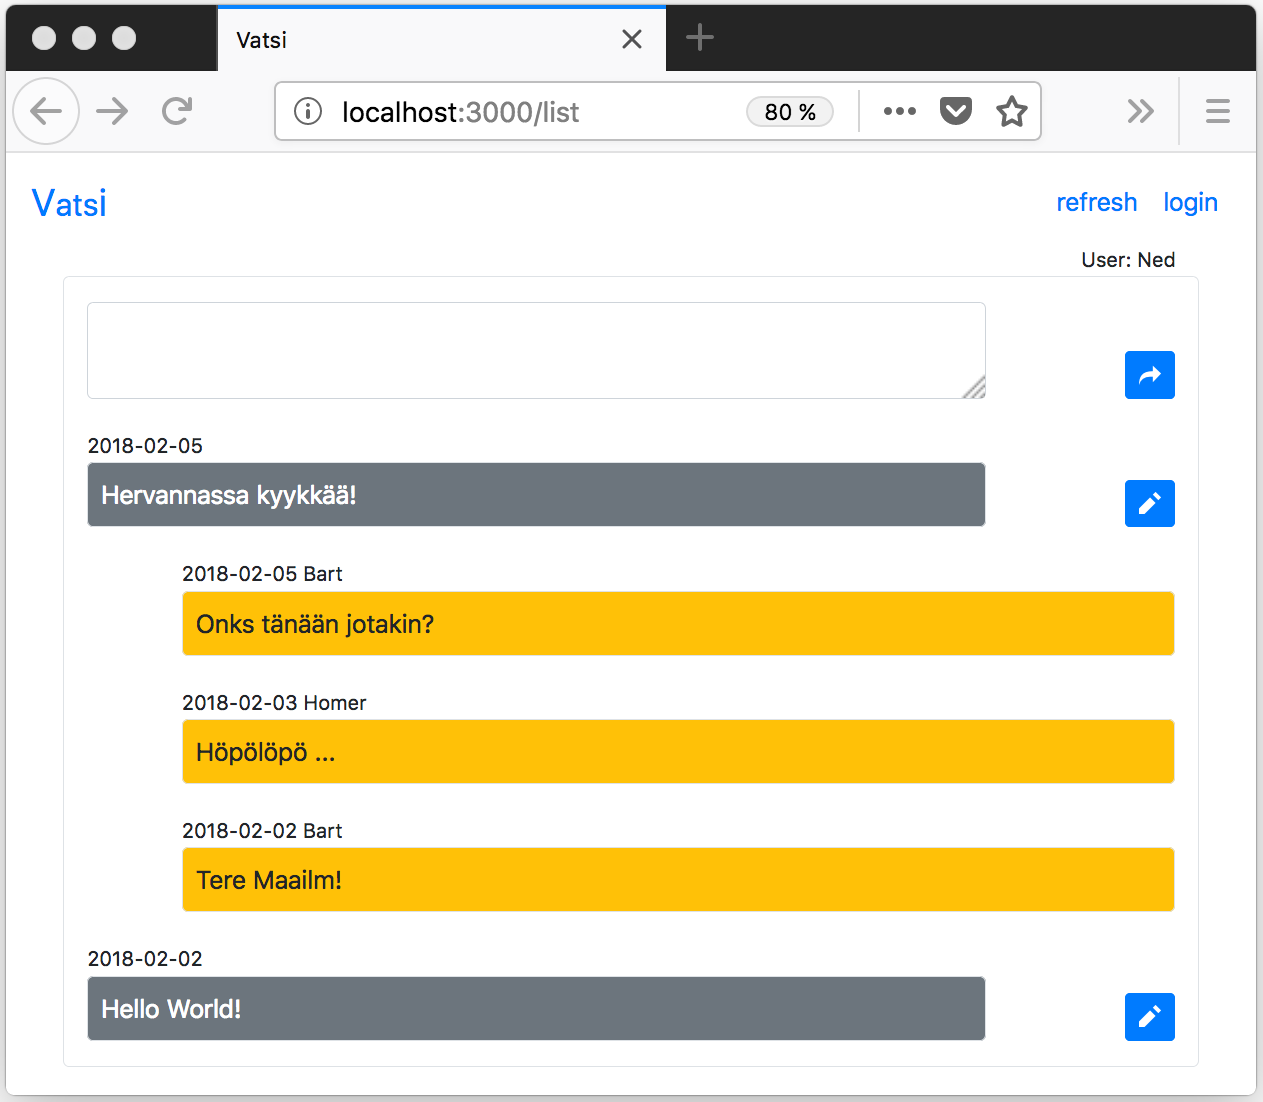 Vatsi
localhost:3000/list 80 %
Vatsi refresh login
User: Ned
2018-02-05
Hervannassa kyykkää!
2018-02-05 Bart
Onks tänään jotakin?
2018-02-03 Homer
Höpölöpö ...
2018-02-02 Bart
Tere Maailm!
2018-02-02
Hello World!